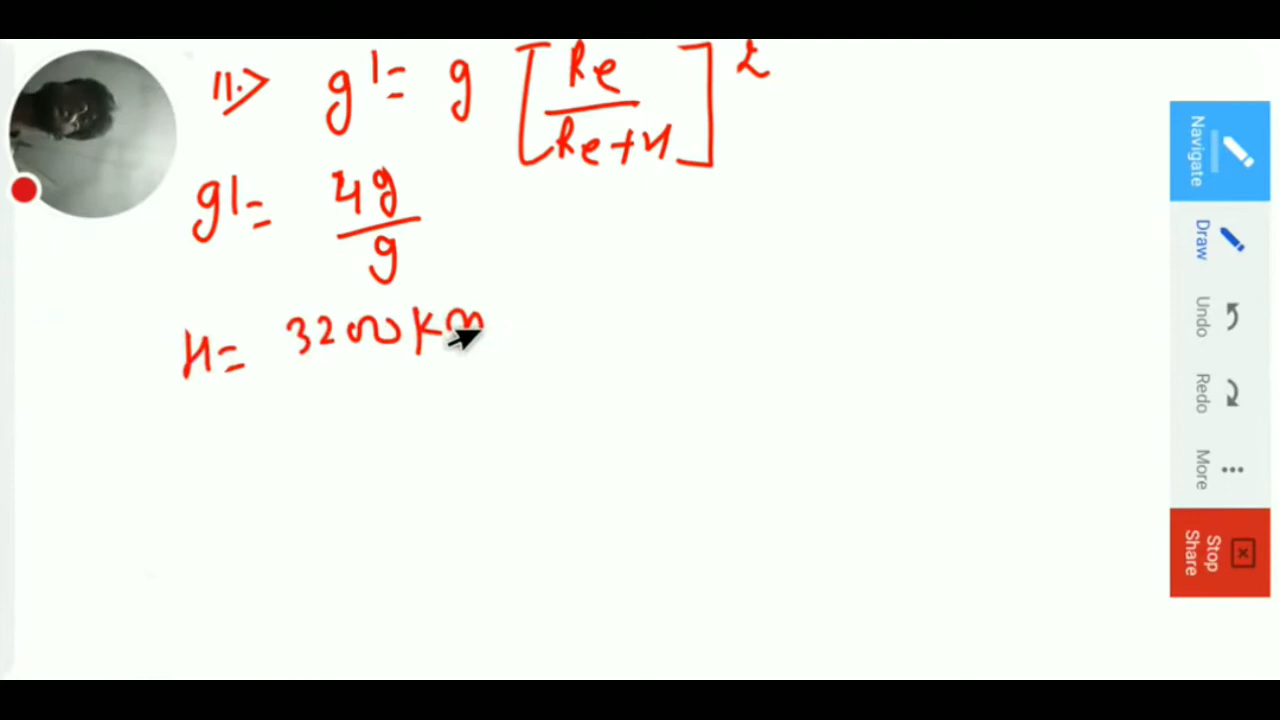 11.> g' = g [Re / Re+H]²
g' = 4g / 9
H = 3200 km
Navigate
Draw
Undo
Redo
More
Stop
Share